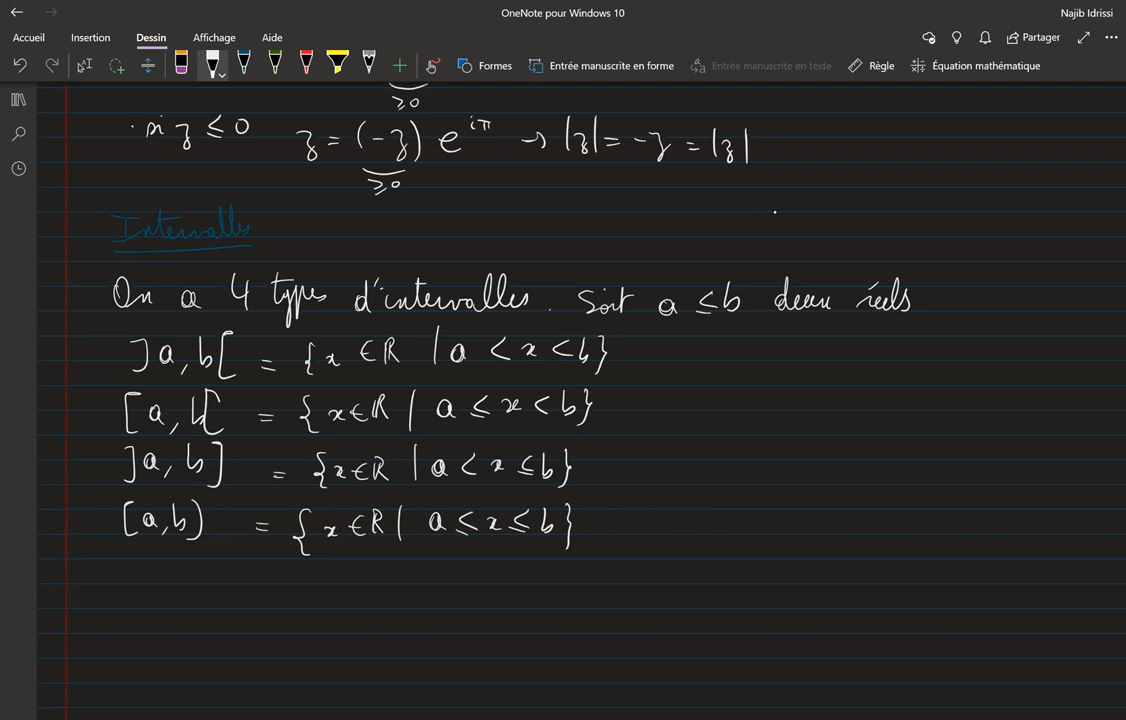 OneNote pour Windows 10
Najib Idrissi
Accueil Insertion Dessin Affichage Aide
Partager
Formes Entrée manuscrite en forme Entrée manuscrite en texte Règle Équation mathématique
≥0
· si z ≤ 0 z = (-z) e^{iπ} → |z| = -z = |z|
≥0
Intervalles
On a 4 types d'intervalles. Soit a ≤ b deux réels
]a, b[ = {x ∈ ℝ | a < x < b}
[a, b[ = {x ∈ ℝ | a ≤ x < b}
]a, b] = {x ∈ ℝ | a < x ≤ b}
[a, b] = {x ∈ ℝ | a ≤ x ≤ b}